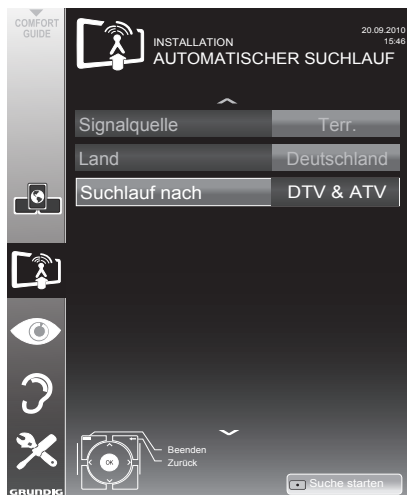 COMFORT
GUIDE
20.09.2010
15:46
INSTALLATION
AUTOMATISCHER SUCHLAUF
Signalquelle Terr.
Land Deutschland
Suchlauf nach DTV & ATV
OK
Beenden
Zurück
Suche starten
GRUNDIG